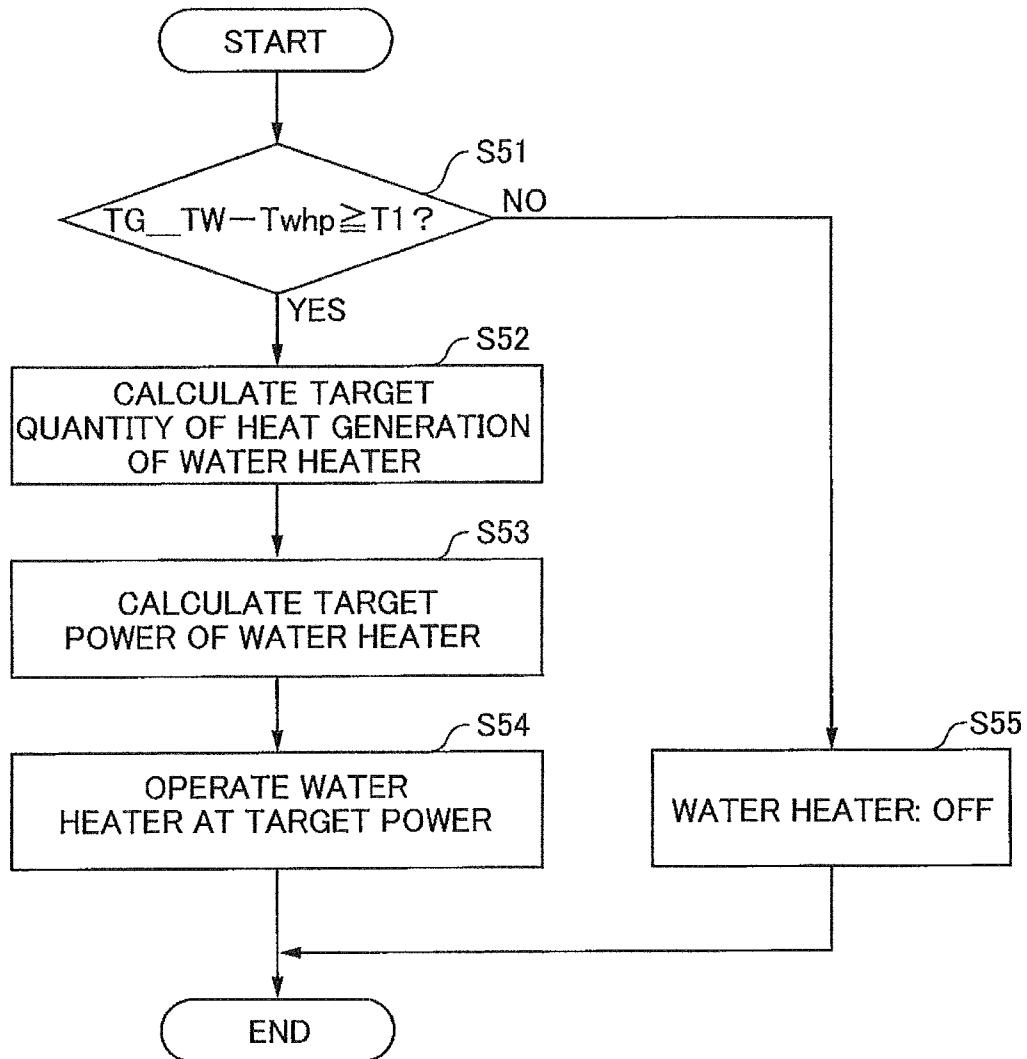 START
S51
TG__TW－Twhp≧T1?
NO
YES
S52
CALCULATE TARGET
QUANTITY OF HEAT GENERATION
OF WATER HEATER
S53
CALCULATE TARGET
POWER OF WATER HEATER
S54
OPERATE WATER
HEATER AT TARGET POWER
S55
WATER HEATER: OFF
END